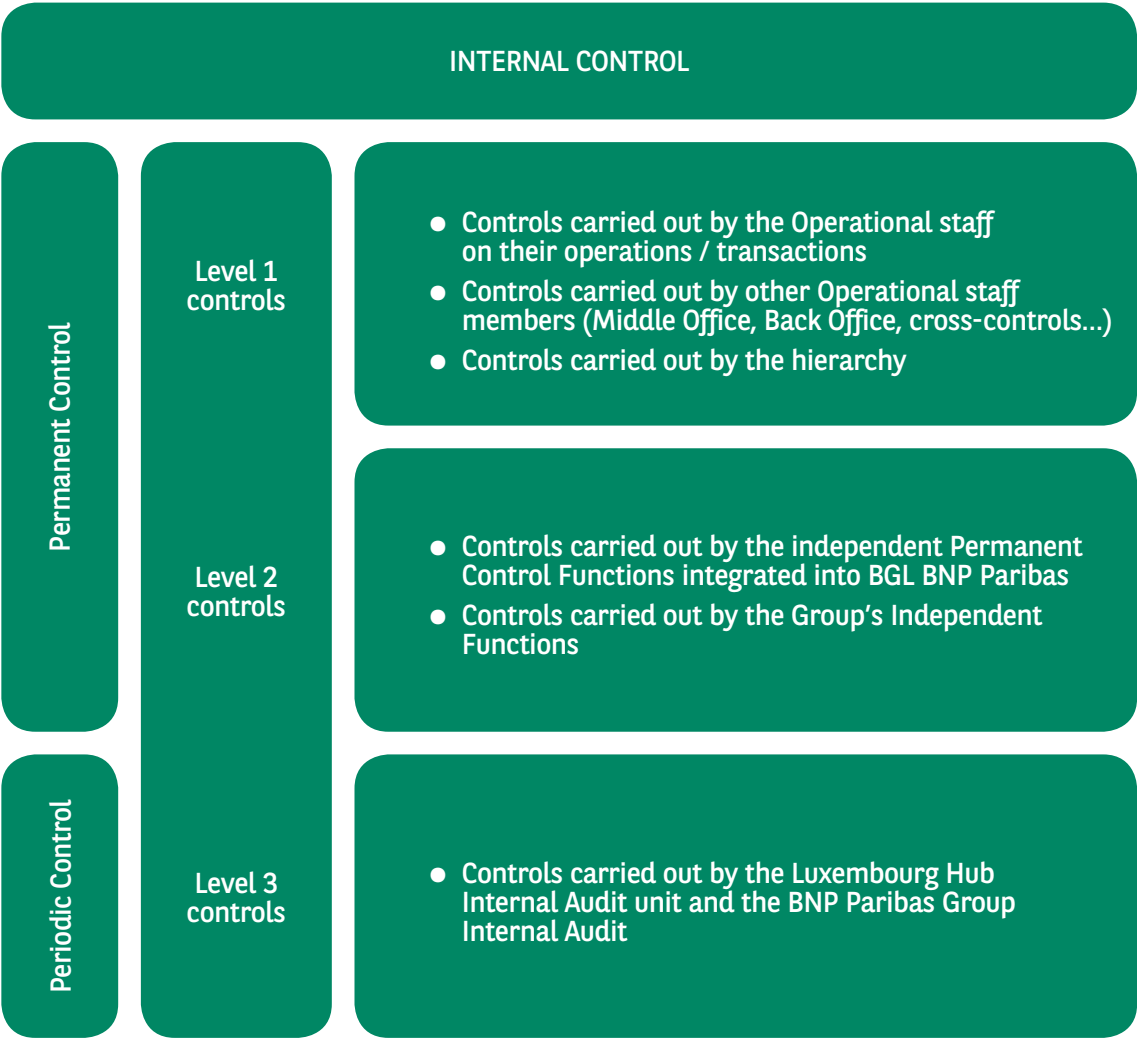 INTERNAL CONTROL
Permanent Control
Level 1
controls
● Controls carried out by the Operational staff
on their operations / transactions
● Controls carried out by other Operational staff
members (Middle Office, Back Office, cross-controls...)
● Controls carried out by the hierarchy
Level 2
controls
● Controls carried out by the independent Permanent
Control Functions integrated into BGL BNP Paribas
● Controls carried out by the Group’s Independent
Functions
Periodic Control
Level 3
controls
● Controls carried out by the Luxembourg Hub
Internal Audit unit and the BNP Paribas Group
Internal Audit